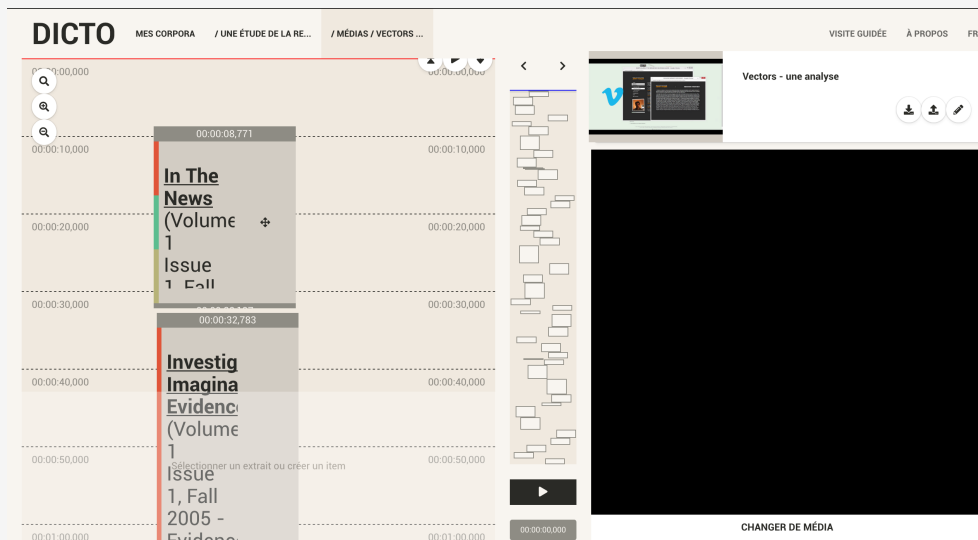 DICTO
MES CORPORA
/ UNE ÉTUDE DE LA RE...
/ MÉDIAS / VECTORS ...
VISITE GUIDÉE
À PROPOS
FR
00:00:00,000
00:00:00,000
00:00:08,771
Vectors - une analyse
00:00:10,000
00:00:10,000
In The
News
(Volume
1
Issue
1, Fall
00:00:20,000
00:00:20,000
00:00:30,000
00:00:30,000
00:00:32,783
Investig
Imagina
Evidenc
(Volume
1
Issue
1, Fall
2005 -
Evidenc
00:00:40,000
00:00:40,000
00:00:50,000
00:00:50,000
Sélectionner un extrait ou créer un item
00:01:00,000
00:01:00,000
00:00:00,000
CHANGER DE MÉDIA